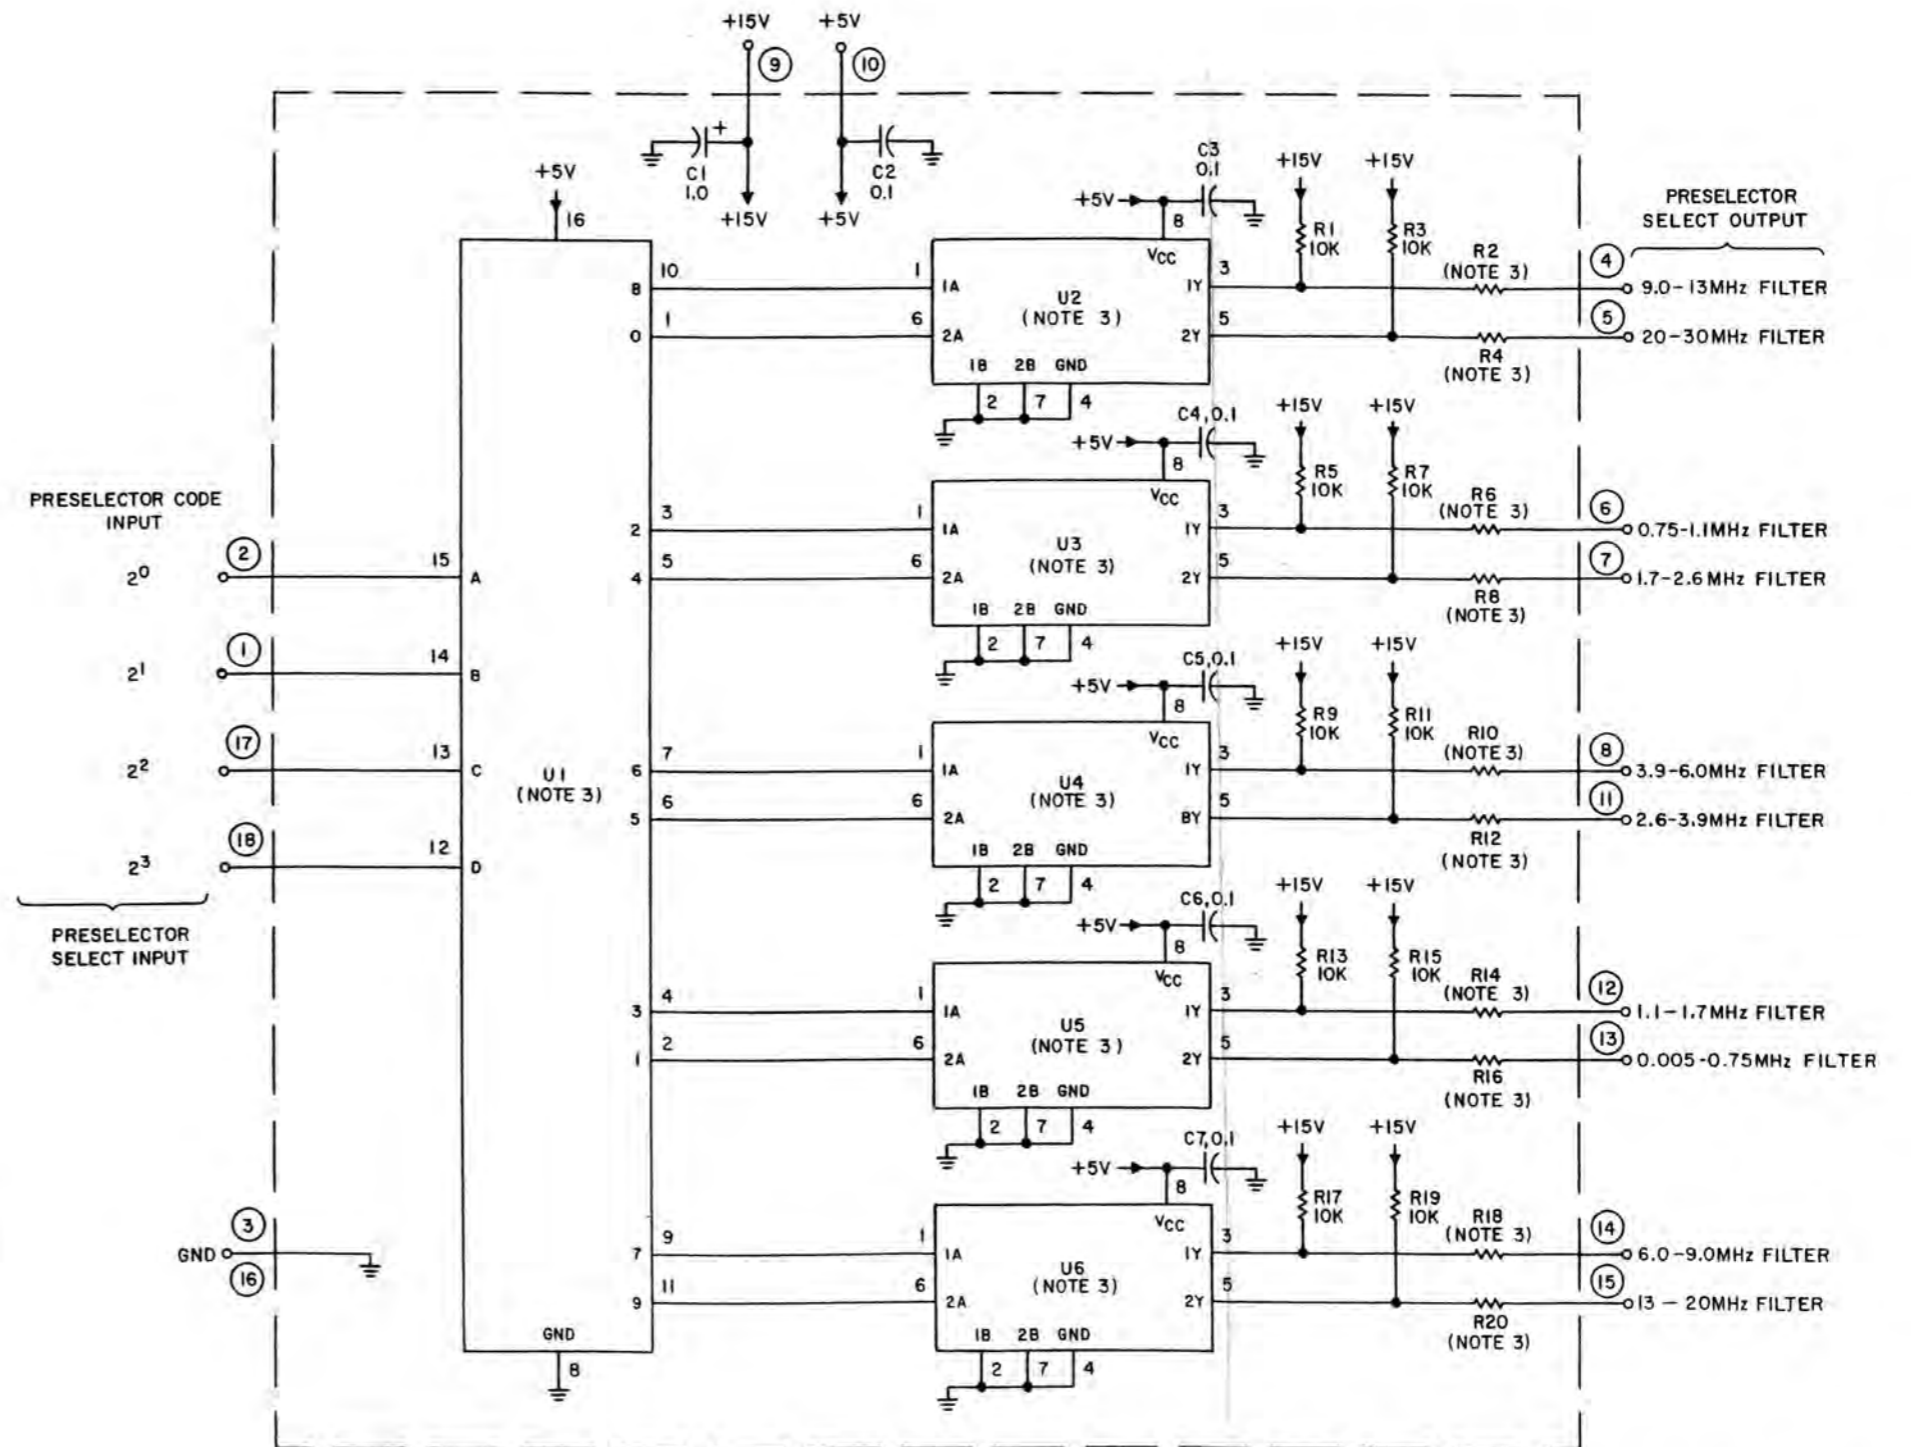 +15V
+5V
9
10
+
C1
1.0
C2
0.1
+15V
+5V
+5V
16
U1
(NOTE 3)
GND
8
PRESELECTOR CODE
INPUT
2⁰
2
15
A
2¹
1
14
B
2²
17
13
C
2³
18
12
D
PRESELECTOR
SELECT INPUT
3
GND
16
PRESELECTOR
SELECT OUTPUT
8
10
0
1
+5V
C3
0.1
8
VCC
1
1A
6
2A
U2
(NOTE 3)
1Y
3
2Y
5
1B 2B GND
2 7 4
+15V
+15V
R1
10K
R3
10K
R2
(NOTE 3)
4
9.0-13MHz FILTER
5
20-30MHz FILTER
R4
(NOTE 3)
2
3
4
5
+5V
C4,0.1
8
VCC
1
1A
6
2A
U3
(NOTE 3)
1Y
3
2Y
5
1B 2B GND
2 7 4
+15V
+15V
R5
10K
R7
10K
R6
(NOTE 3)
6
0.75-1.1MHz FILTER
7
1.7-2.6MHz FILTER
R8
(NOTE 3)
6
7
5
6
+5V
C5,0.1
8
VCC
1
1A
6
2A
U4
(NOTE 3)
1Y
3
BY
5
1B 2B GND
2 7 4
+15V
+15V
R9
10K
R11
10K
R10
(NOTE 3)
8
3.9-6.0MHz FILTER
11
2.6-3.9MHz FILTER
R12
(NOTE 3)
3
4
1
2
+5V
C6,0.1
8
VCC
1
1A
6
2A
U5
(NOTE 3)
1Y
3
2Y
5
1B 2B GND
2 7 4
+15V
+15V
R13
10K
R15
10K
R14
(NOTE 3)
12
1.1-1.7MHz FILTER
13
0.005-0.75MHz FILTER
R16
(NOTE 3)
7
9
9
11
+5V
C7,0.1
8
VCC
1
1A
6
2A
U6
(NOTE 3)
1Y
3
2Y
5
1B 2B GND
2 7 4
+15V
+15V
R17
10K
R19
10K
R18
(NOTE 3)
14
6.0-9.0MHz FILTER
15
13-20MHz FILTER
R20
(NOTE 3)